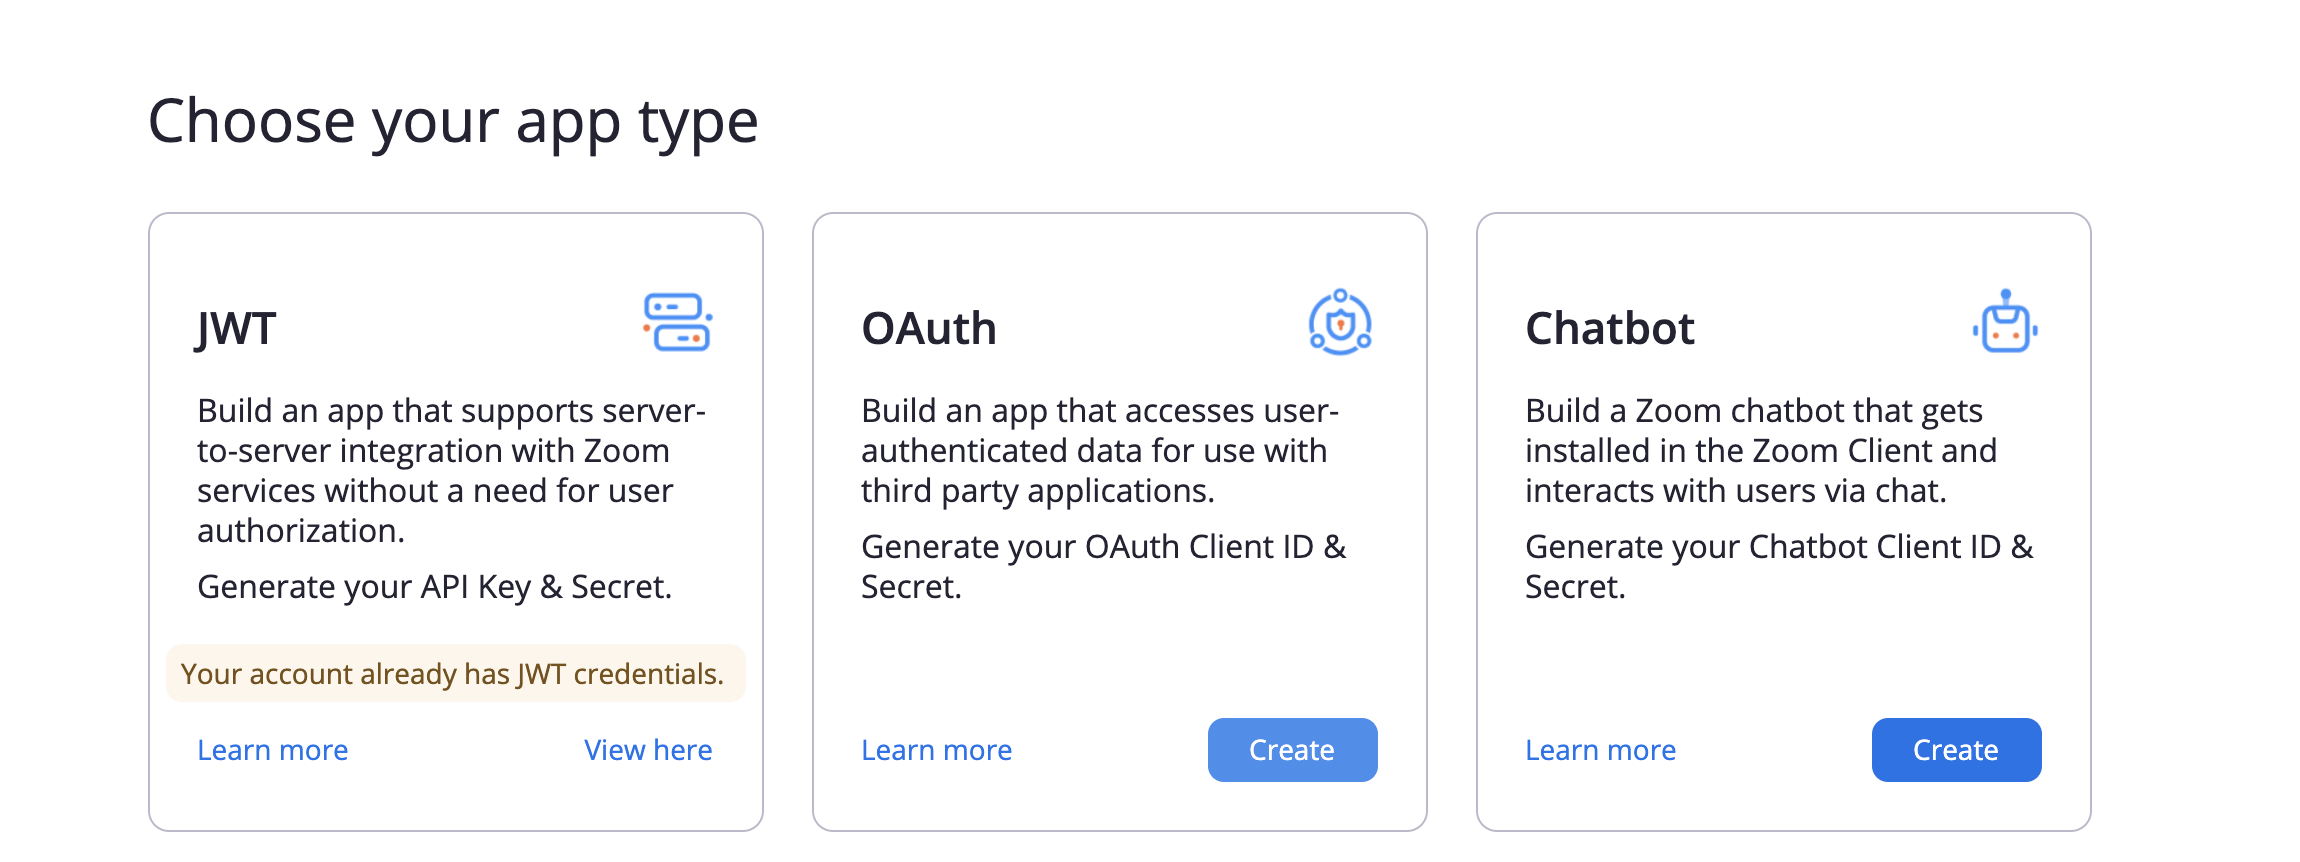 Choose your app type
JWT
Build an app that supports server-
to-server integration with Zoom
services without a need for user
authorization.
Generate your API Key & Secret.
Your account already has JWT credentials.
Learn more
View here
OAuth
Build an app that accesses user-
authenticated data for use with
third party applications.
Generate your OAuth Client ID &
Secret.
Learn more
Create
Chatbot
Build a Zoom chatbot that gets
installed in the Zoom Client and
interacts with users via chat.
Generate your Chatbot Client ID &
Secret.
Learn more
Create